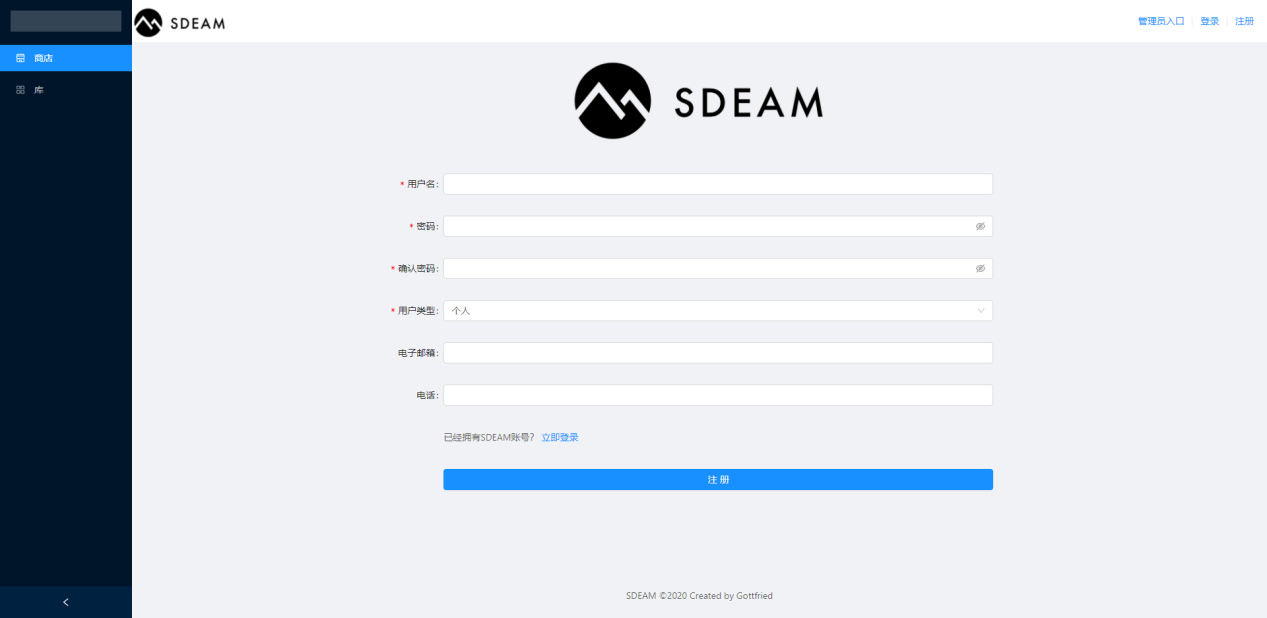 SDEAM
管理员入口 登录 注册
商店
库
SDEAM
* 用户名:
* 密码:
* 确认密码:
* 用户类型: 个人
电子邮箱:
电话:
已经拥有SDEAM账号? 立即登录
注 册
SDEAM ©2020 Created by Gottfried